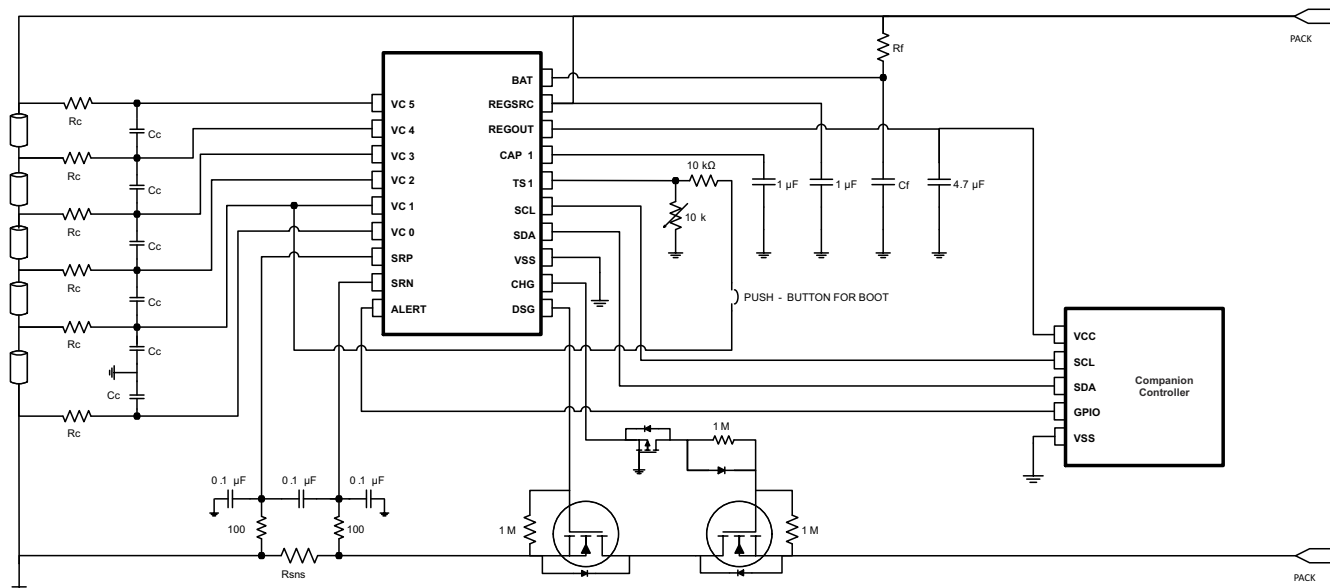 PACK
Rf
BAT
REGSRC
REGOUT
CAP 1
TS1
SCL
SDA
VSS
CHG
DSG
VC 5
VC 4
VC 3
VC 2
VC 1
VC 0
SRP
SRN
ALERT
Rc
Cc
Rc
Cc
Rc
Cc
Rc
Cc
Rc
Cc
Cc
Rc
10 kΩ
10 k
1 µF
1 µF
Cf
4.7 µF
PUSH - BUTTON FOR BOOT
VCC
SCL
SDA
GPIO
VSS
Companion
Controller
1 M
0.1 µF
0.1 µF
0.1 µF
100
100
Rsns
1 M
1 M
PACK